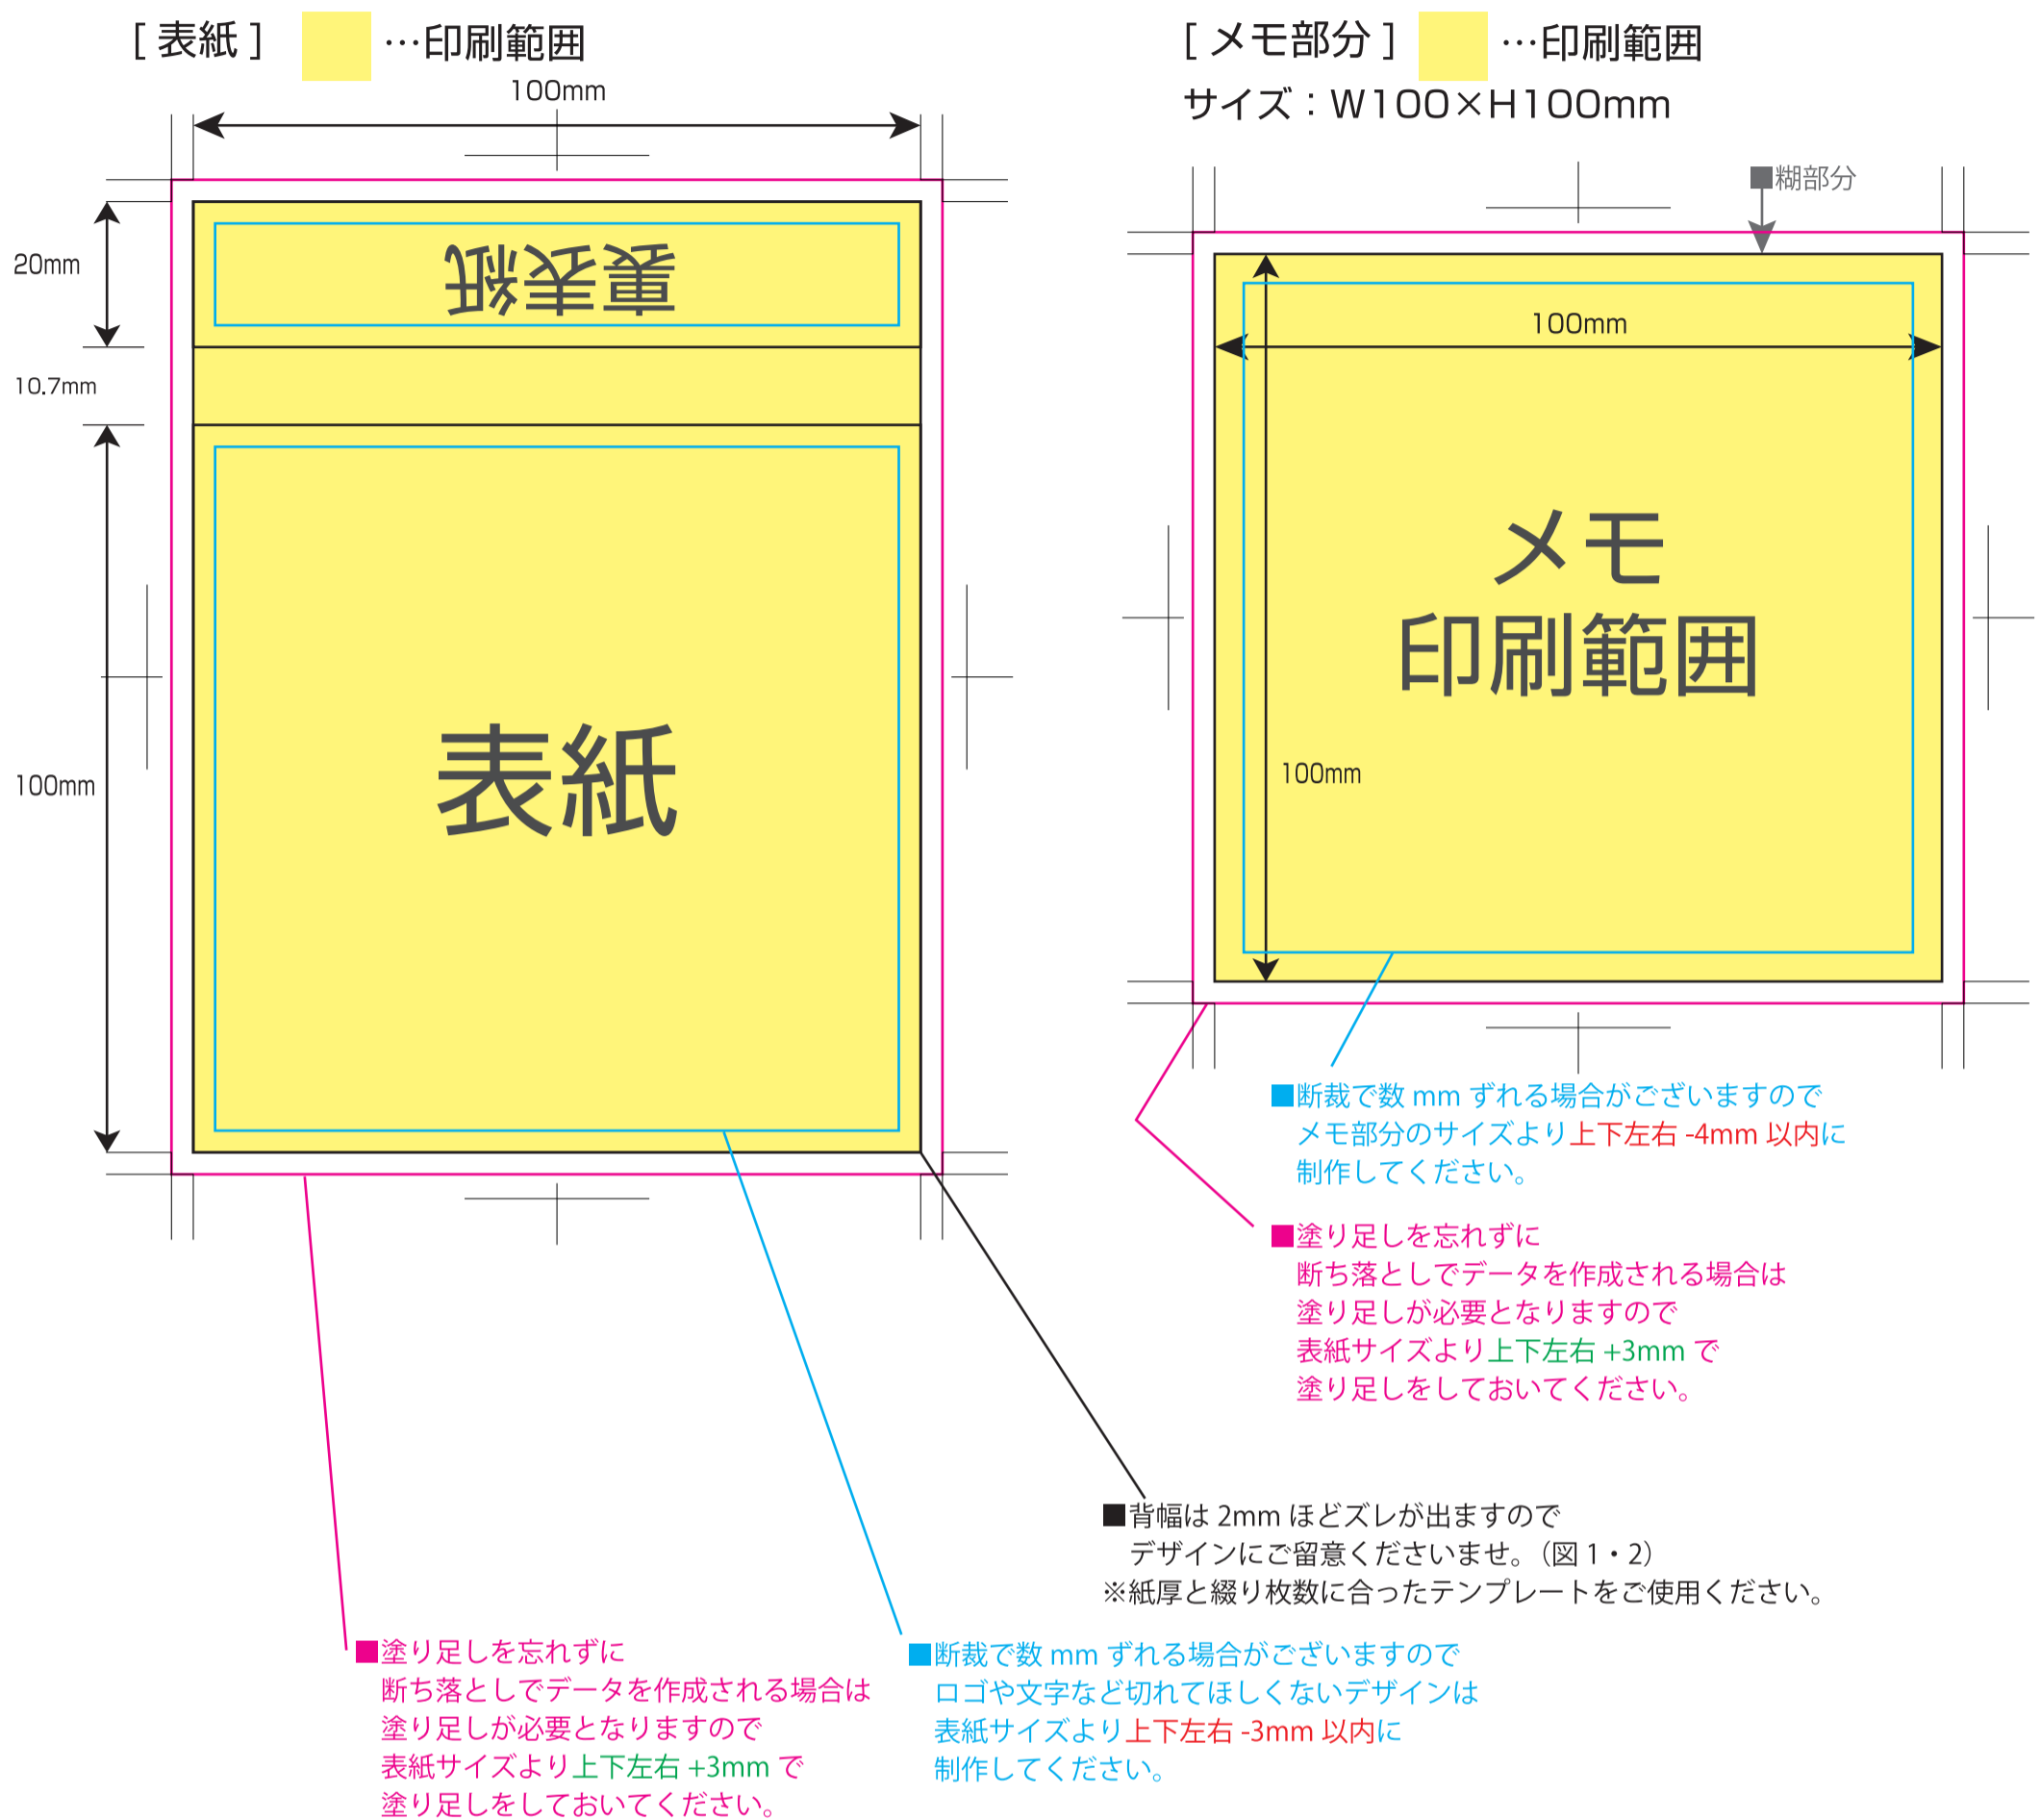 [ 表紙 ]
…印刷範囲
100mm
20mm
裏表紙
10.7mm
100mm
表紙
[ メモ部分 ]
…印刷範囲
サイズ：W100×H100mm
■糊部分
100mm
メモ
印刷範囲
100mm
■断裁で数 mm ずれる場合がございますので
メモ部分のサイズより上下左右 -4mm 以内に
制作してください。
■塗り足しを忘れずに
断ち落としでデータを作成される場合は
塗り足しが必要となりますので
表紙サイズより上下左右 +3mm で
塗り足しをしておいてください。
■背幅は 2mm ほどズレが出ますので
デザインにご留意くださいませ。（図 1・2）
※紙厚と綴り枚数に合ったテンプレートをご使用ください。
■塗り足しを忘れずに
断ち落としでデータを作成される場合は
塗り足しが必要となりますので
表紙サイズより上下左右 +3mm で
塗り足しをしておいてください。
■断裁で数 mm ずれる場合がございますので
ロゴや文字など切れてほしくないデザインは
表紙サイズより上下左右 -3mm 以内に
制作してください。